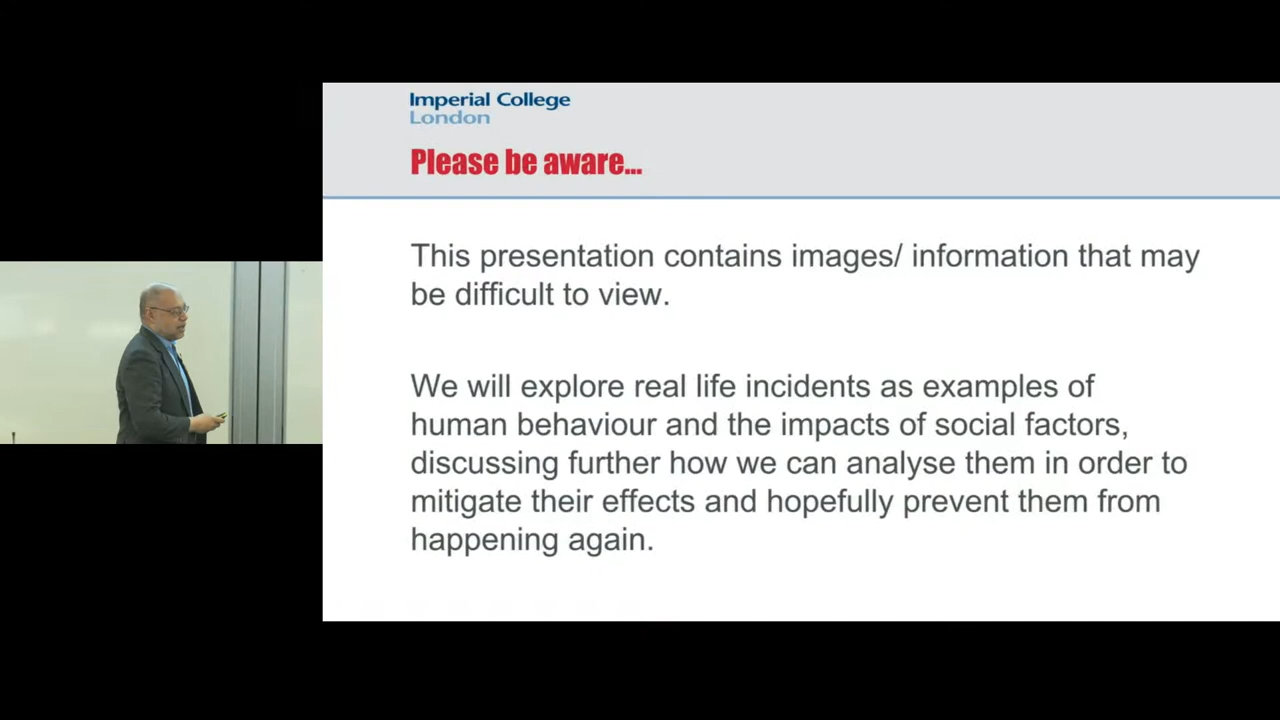 Imperial College
London
Please be aware...
This presentation contains images/ information that may
be difficult to view.
We will explore real life incidents as examples of
human behaviour and the impacts of social factors,
discussing further how we can analyse them in order to
mitigate their effects and hopefully prevent them from
happening again.